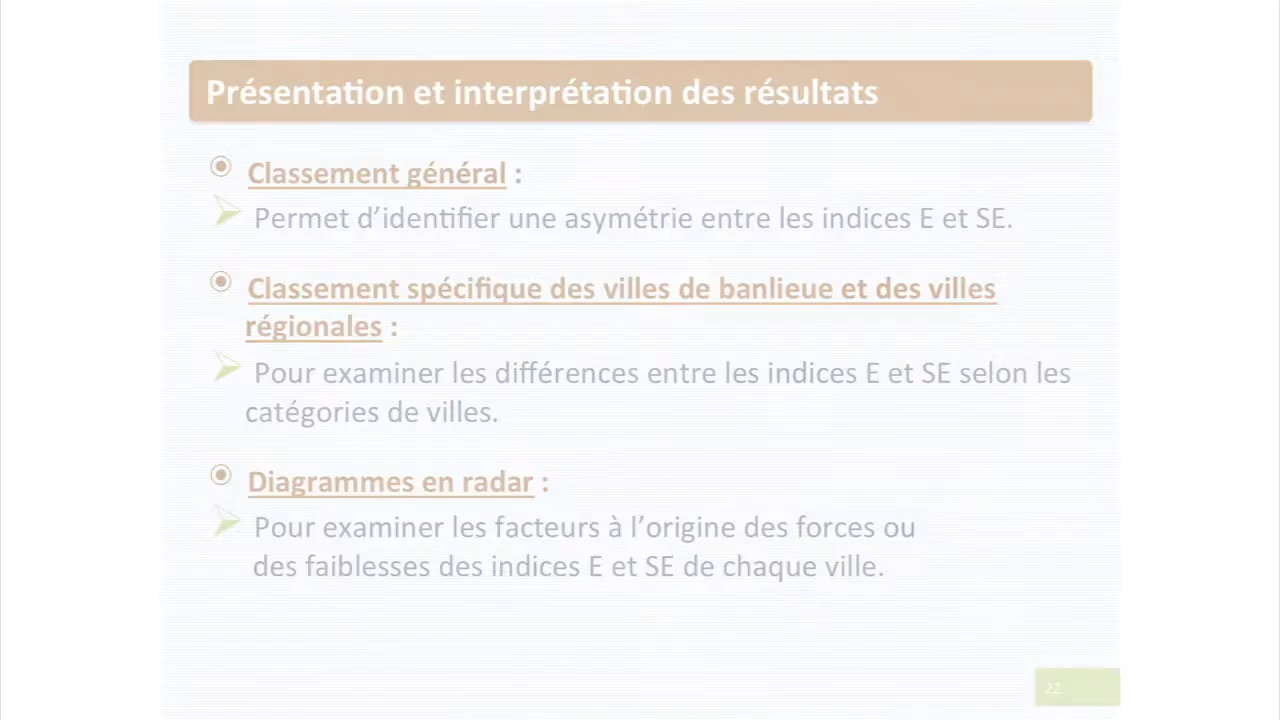 Présentation et interprétation des résultats
Classement général :
Permet d’identifier une asymétrie entre les indices E et SE.
Classement spécifique des villes de banlieue et des villes
régionales :
Pour examiner les différences entre les indices E et SE selon les
catégories de villes.
Diagrammes en radar :
Pour examiner les facteurs à l’origine des forces ou
des faiblesses des indices E et SE de chaque ville.
22